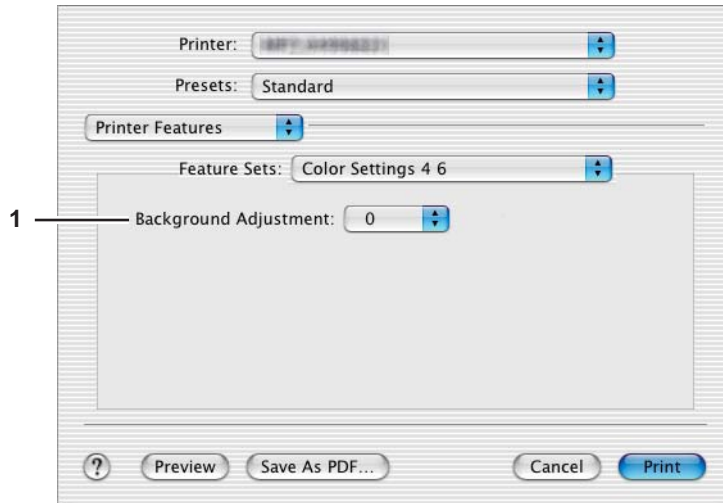 Printer:
Presets: Standard
Printer Features
Feature Sets: Color Settings 4 6
1 Background Adjustment: 0
? Preview Save As PDF... Cancel Print